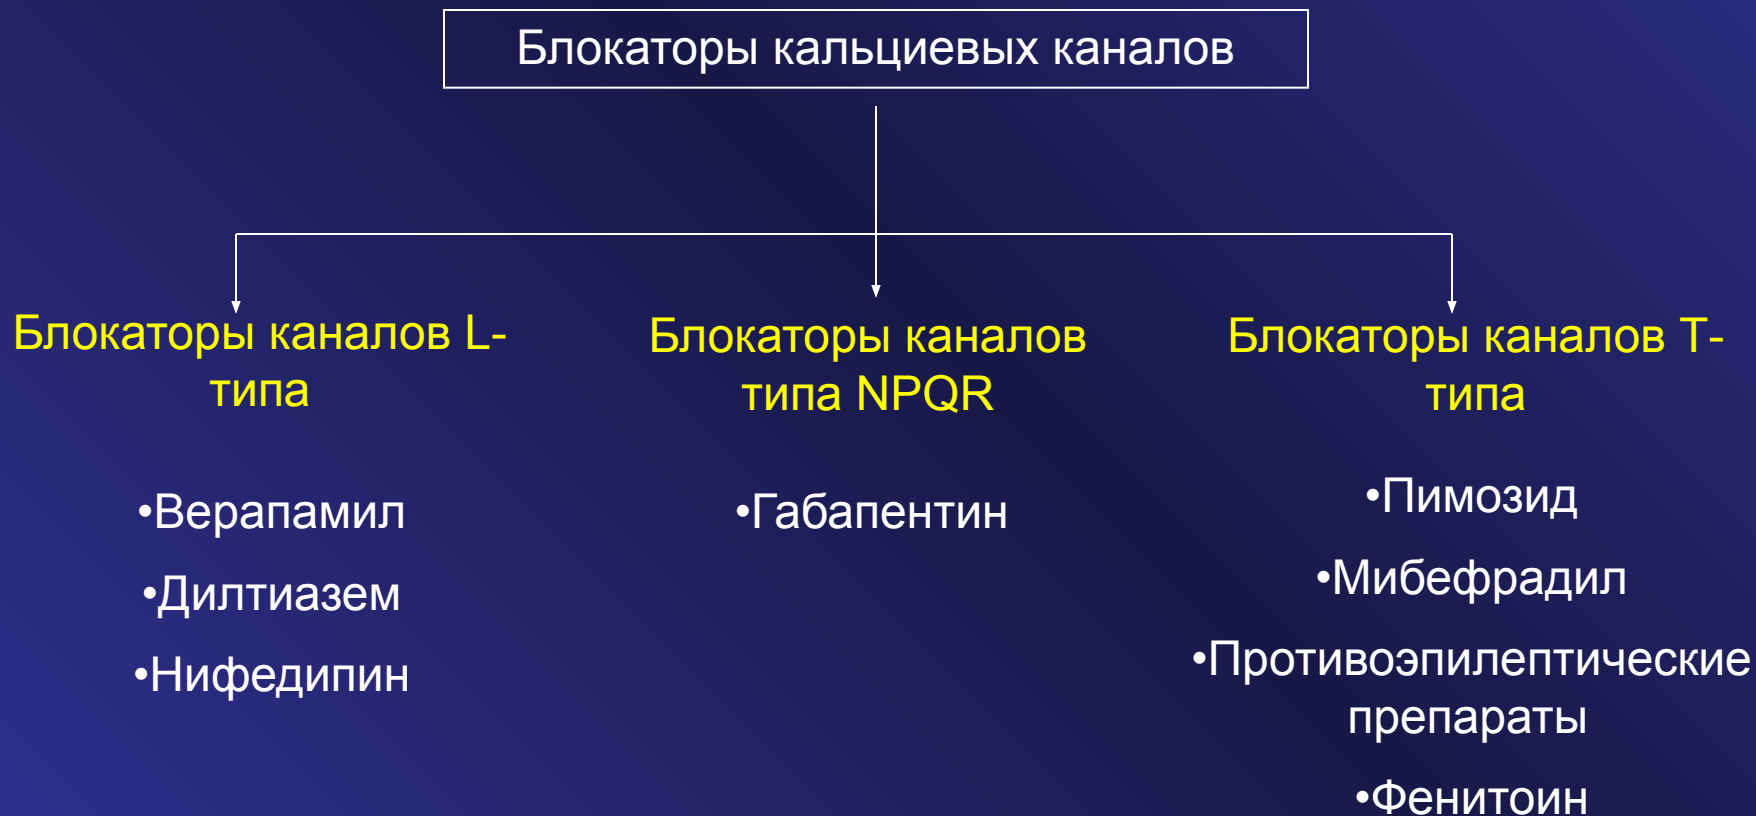 Блокаторы кальциевых каналов
Блокаторы каналов L-
типа
•Верапамил
•Дилтиазем
•Нифедипин
Блокаторы каналов
типа NPQR
•Габапентин
Блокаторы каналов Т-
типа
•Пимозид
•Мибефрадил
•Противоэпилептические
препараты
•Фенитоин